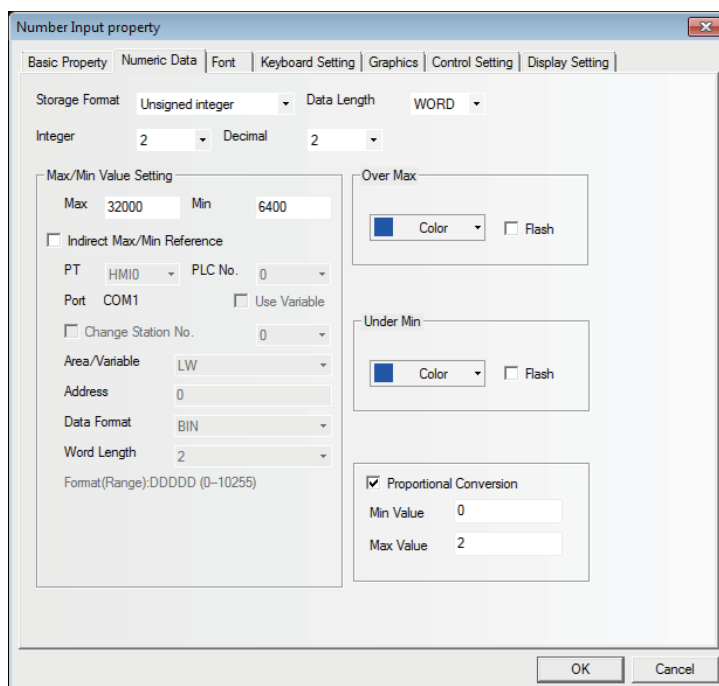 Number Input property
Basic Property Numeric Data Font Keyboard Setting Graphics Control Setting Display Setting
Storage Format Unsigned integer Data Length WORD
Integer 2 Decimal 2
Max/Min Value Setting
Max 32000 Min 6400
Indirect Max/Min Reference
PT HMI0 PLC No. 0
Port COM1 Use Variable
Change Station No. 0
Area/Variable LW
Address 0
Data Format BIN
Word Length 2
Format(Range):DDDDD (0~10255)
Over Max
Color Flash
Under Min
Color Flash
Proportional Conversion
Min Value 0
Max Value 2
OK Cancel